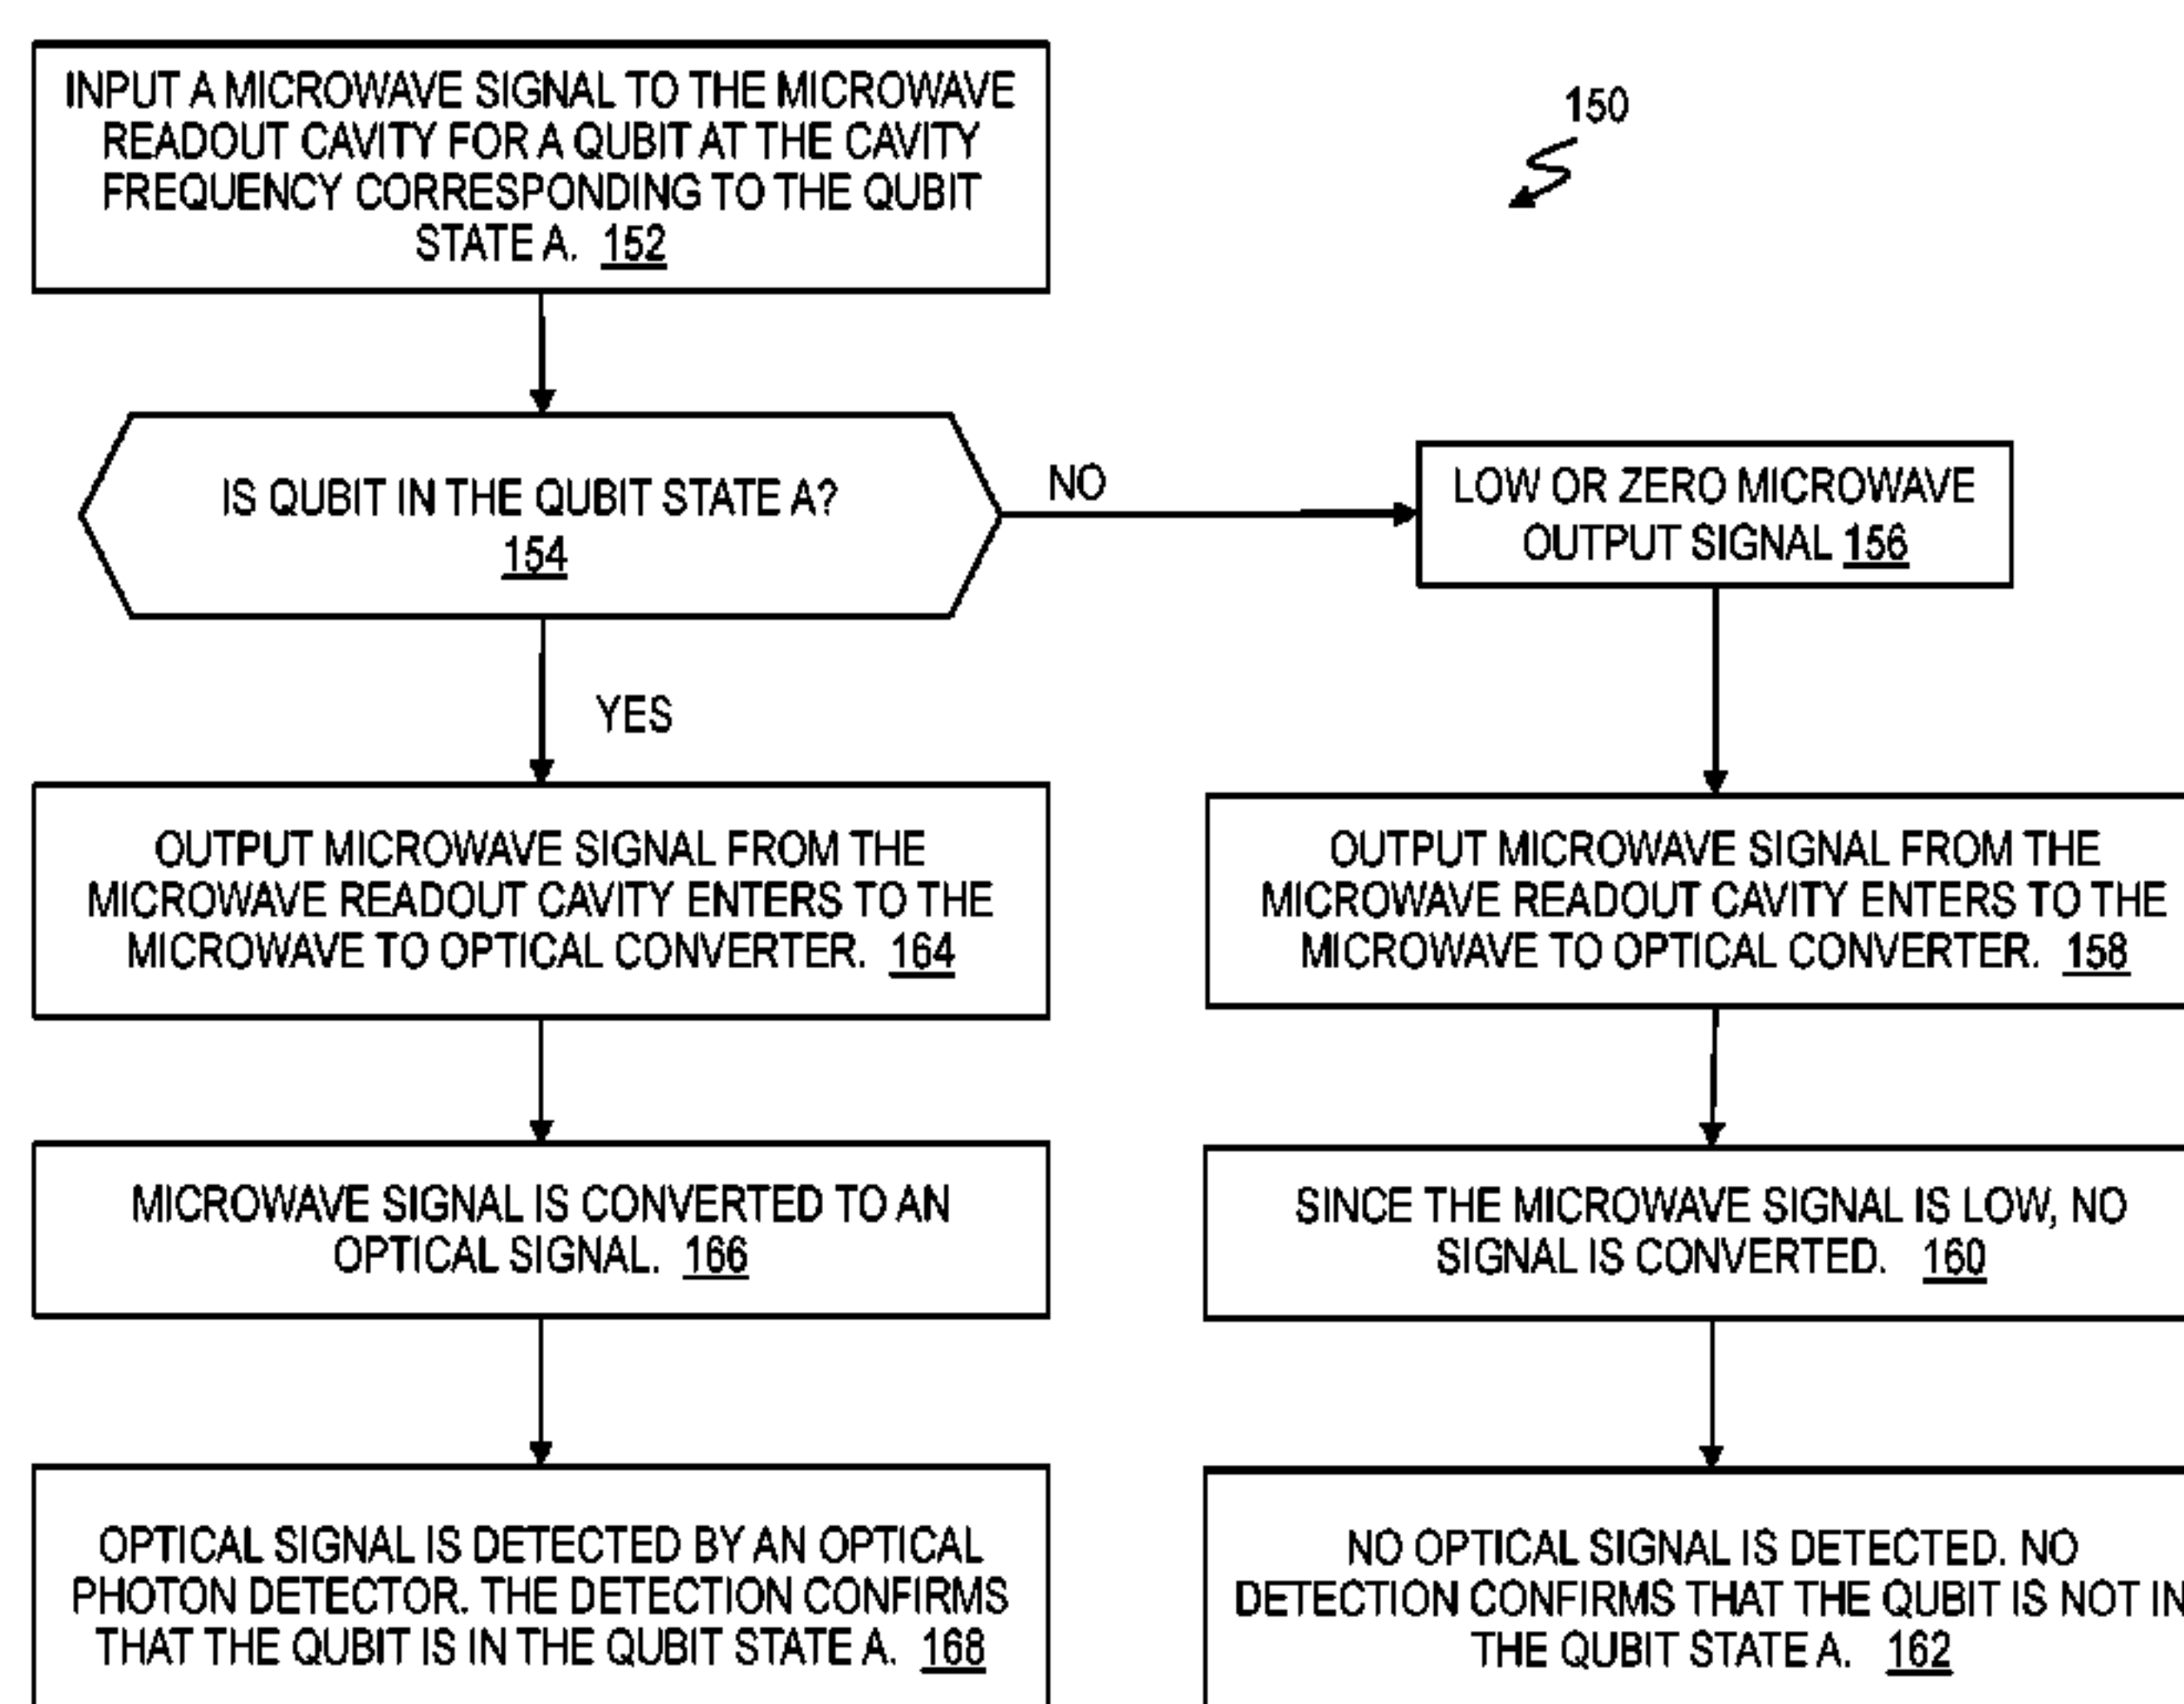 INPUT A MICROWAVE SIGNAL TO THE MICROWAVE
READOUT CAVITY FOR A QUBIT AT THE CAVITY
FREQUENCY CORRESPONDING TO THE QUBIT
STATE A. 152
150
IS QUBIT IN THE QUBIT STATE A?
154
NO
LOW OR ZERO MICROWAVE
OUTPUT SIGNAL 156
YES
OUTPUT MICROWAVE SIGNAL FROM THE
MICROWAVE READOUT CAVITY ENTERS TO THE
MICROWAVE TO OPTICAL CONVERTER. 164
OUTPUT MICROWAVE SIGNAL FROM THE
MICROWAVE READOUT CAVITY ENTERS TO THE
MICROWAVE TO OPTICAL CONVERTER. 158
MICROWAVE SIGNAL IS CONVERTED TO AN
OPTICAL SIGNAL. 166
SINCE THE MICROWAVE SIGNAL IS LOW, NO
SIGNAL IS CONVERTED. 160
OPTICAL SIGNAL IS DETECTED BY AN OPTICAL
PHOTON DETECTOR. THE DETECTION CONFIRMS
THAT THE QUBIT IS IN THE QUBIT STATE A. 168
NO OPTICAL SIGNAL IS DETECTED. NO
DETECTION CONFIRMS THAT THE QUBIT IS NOT IN
THE QUBIT STATE A. 162